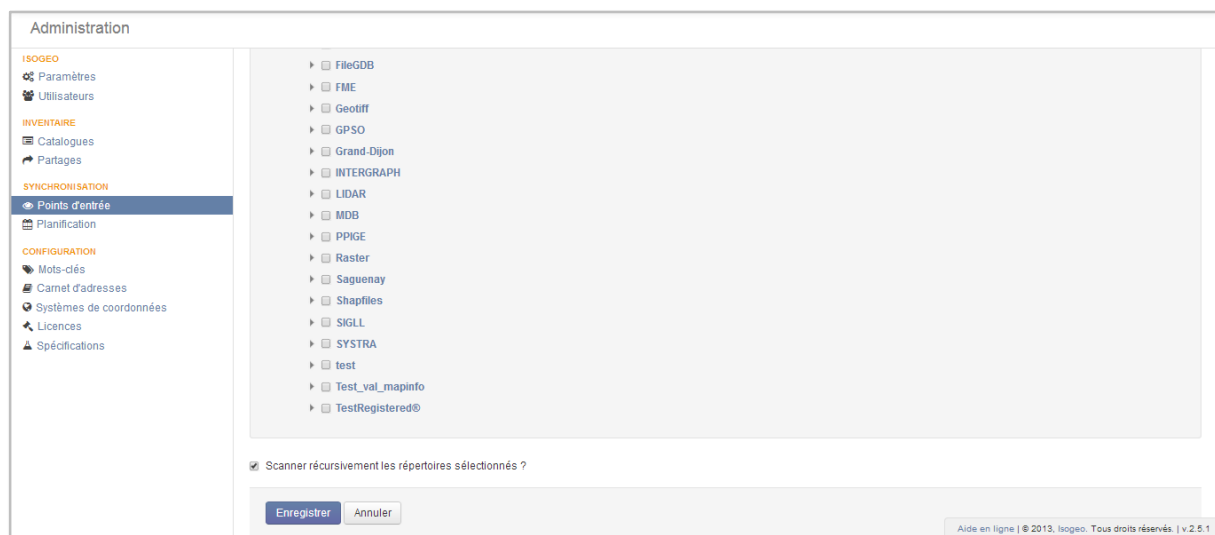 Administration
ISOGEO
Paramètres
Utilisateurs
INVENTAIRE
Catalogues
Partages
SYNCHRONISATION
Points d'entrée
Planification
CONFIGURATION
Mots-clés
Carnet d'adresses
Systèmes de coordonnées
Licences
Spécifications
FileGDB
FME
Geotiff
GPSO
Grand-Dijon
INTERGRAPH
LIDAR
MDB
PPIGE
Raster
Saguenay
Shapfiles
SIGLL
SYSTRA
test
Test_val_mapinfo
TestRegistered®
Scanner récursivement les répertoires sélectionnés ?
Enregistrer Annuler
Aide en ligne | © 2013, Isogeo. Tous droits réservés. | v.2.5.1